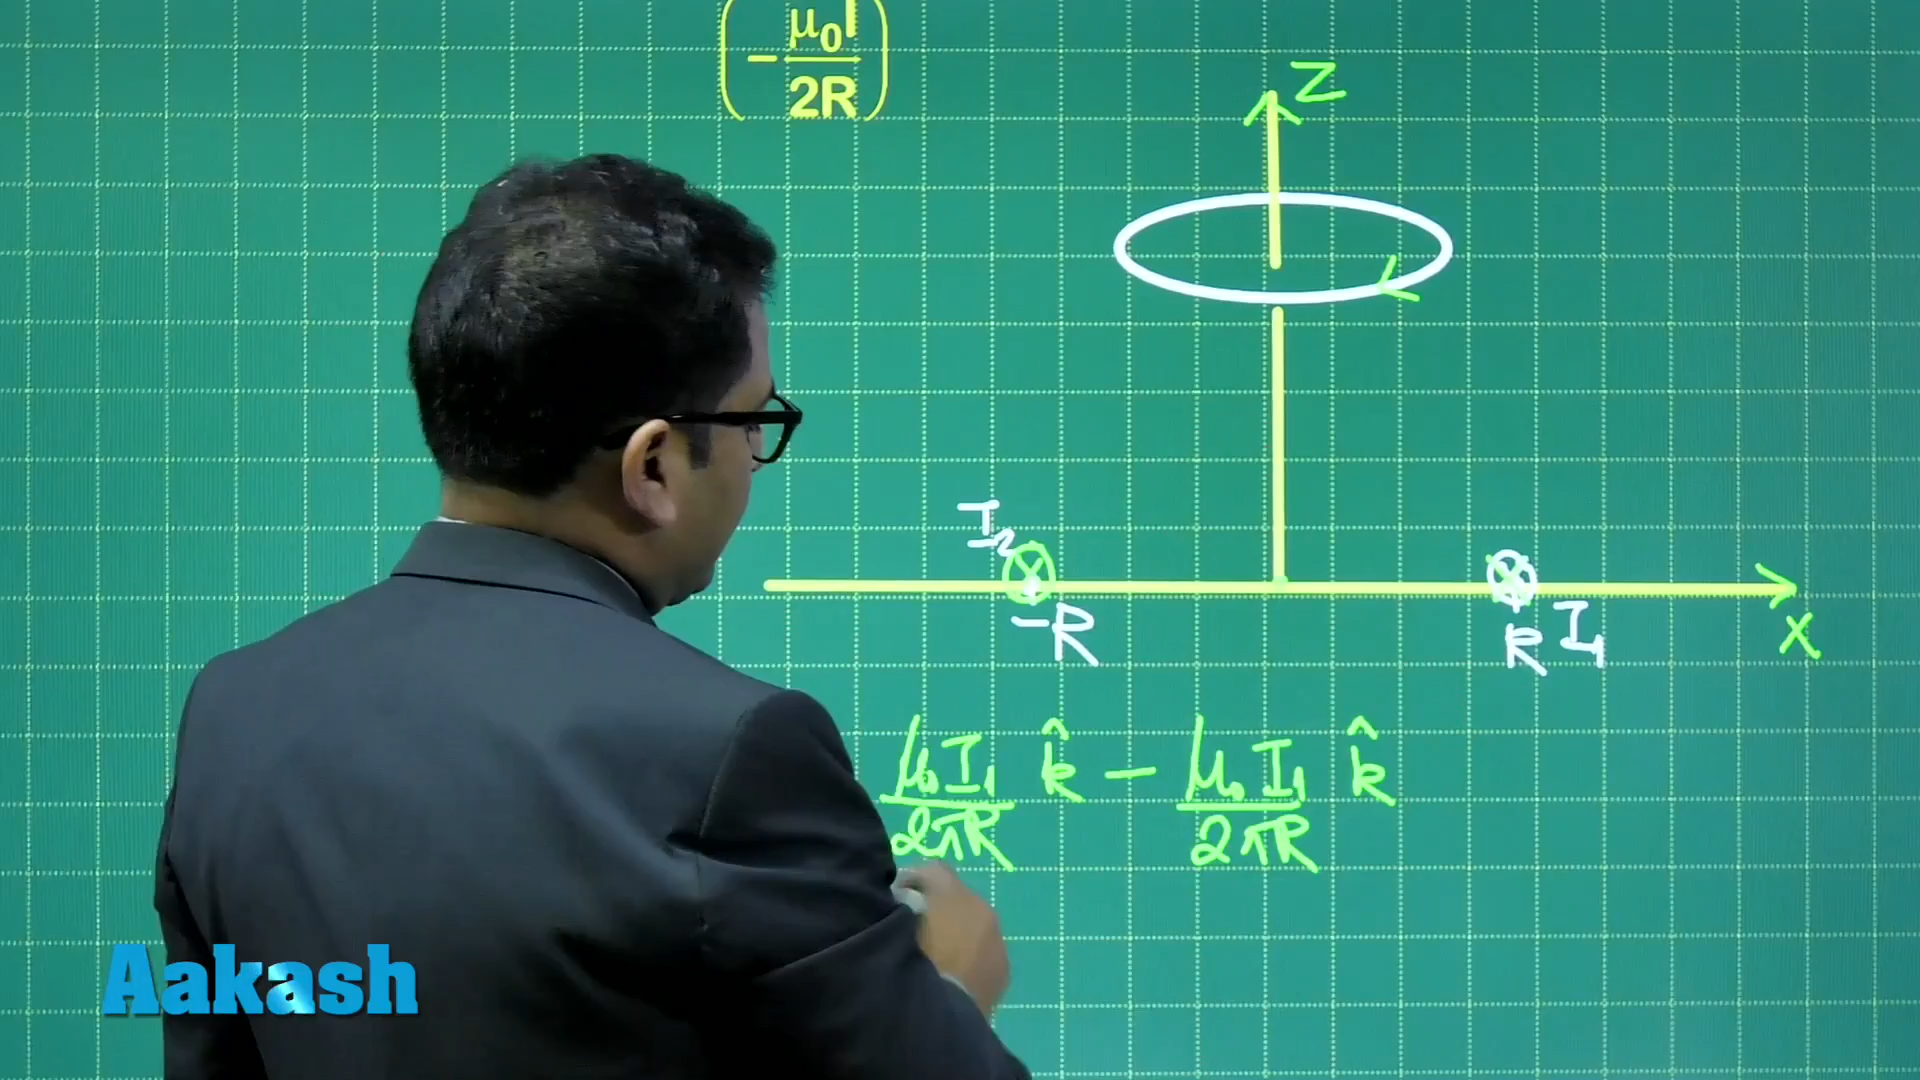 (-μ₀I/2R)
Z
I₂
-R
R I₁
X
μ₀I₁/2πR k̂ - μ₀I₁/2πR k̂
Aakash